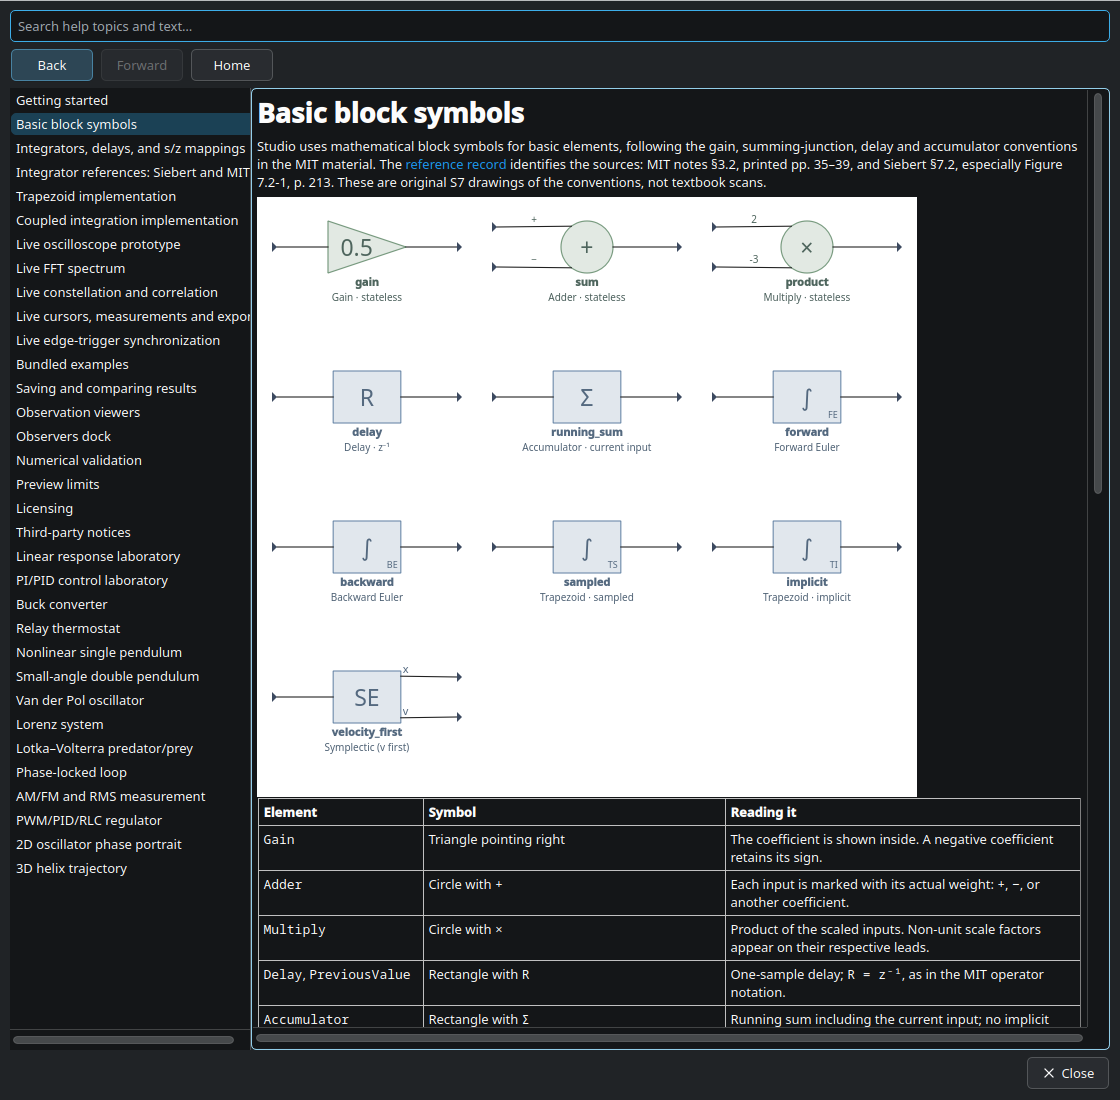 Search help topics and text...
Back Forward Home
Getting started
Basic block symbols
Integrators, delays, and s/z mappings
Integrator references: Siebert and MIT
Trapezoid implementation
Coupled integration implementation
Live oscilloscope prototype
Live FFT spectrum
Live constellation and correlation
Live cursors, measurements and expor
Live edge-trigger synchronization
Bundled examples
Saving and comparing results
Observation viewers
Observers dock
Numerical validation
Preview limits
Licensing
Third-party notices
Linear response laboratory
PI/PID control laboratory
Buck converter
Relay thermostat
Nonlinear single pendulum
Small-angle double pendulum
Van der Pol oscillator
Lorenz system
Lotka–Volterra predator/prey
Phase-locked loop
AM/FM and RMS measurement
PWM/PID/RLC regulator
2D oscillator phase portrait
3D helix trajectory
Basic block symbols
Studio uses mathematical block symbols for basic elements, following the gain, summing-junction, delay and accumulator conventions
in the MIT material. The reference record identifies the sources: MIT notes §3.2, printed pp. 35–39, and Siebert §7.2, especially Figure
7.2-1, p. 213. These are original S7 drawings of the conventions, not textbook scans.
+ 2
0.5 + ×
− -3
gain sum product
Gain · stateless Adder · stateless Multiply · stateless
R Σ ∫ FE
delay running_sum forward
Delay · z⁻¹ Accumulator · current input Forward Euler
∫ BE ∫ TS ∫ TI
backward sampled implicit
Backward Euler Trapezoid · sampled Trapezoid · implicit
x
SE
v
velocity_first
Symplectic (v first)
Element Symbol Reading it
Gain Triangle pointing right The coefficient is shown inside. A negative coefficient
retains its sign.
Adder Circle with + Each input is marked with its actual weight: +, −, or
another coefficient.
Multiply Circle with × Product of the scaled inputs. Non-unit scale factors
appear on their respective leads.
Delay, PreviousValue Rectangle with R One-sample delay; R = z⁻¹, as in the MIT operator
notation.
Accumulator Rectangle with Σ Running sum including the current input; no implicit
Close